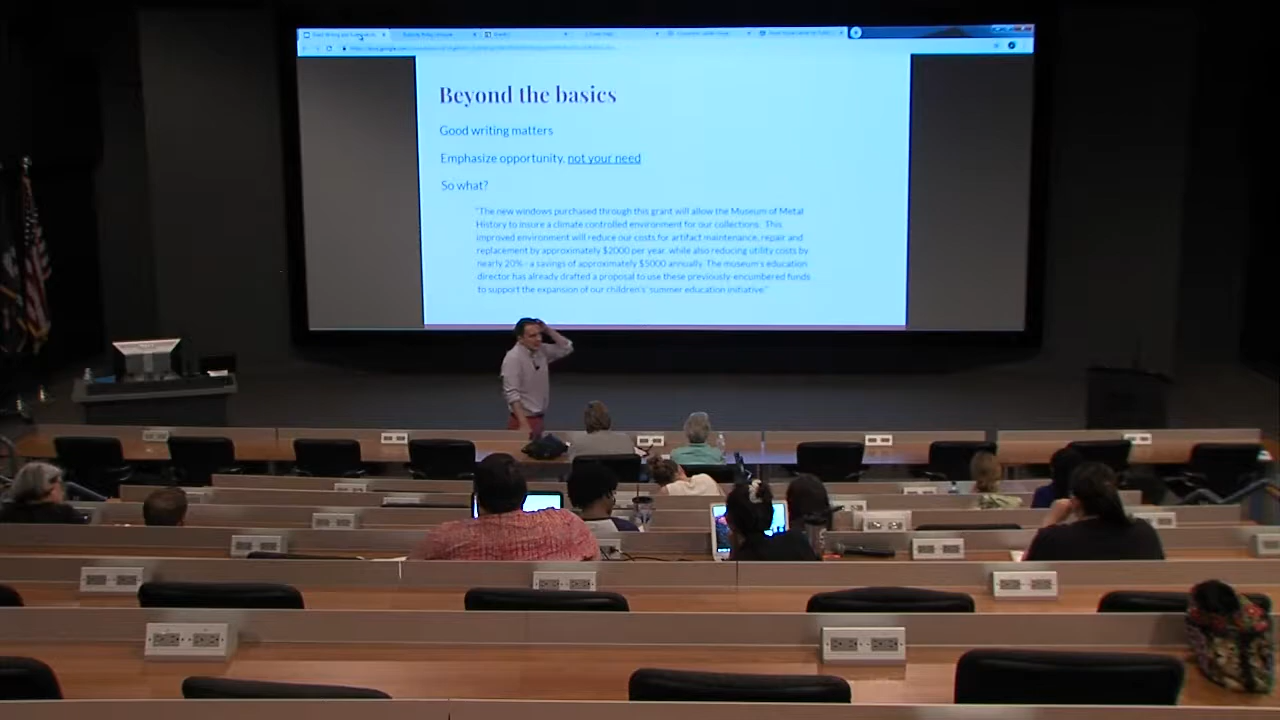 Beyond the basics
Good writing matters
Emphasize opportunity, not your need
So what?
"The new windows purchased through this grant will allow the Museum of Metal
History to insure a climate controlled environment for our collections. This
improved environment will reduce our costs for artifact maintenance, repair and
replacement by approximately $2000 per year, while also reducing utility costs by
nearly 20% - a savings of approximately $5000 annually. The museum's education
director has already drafted a proposal to use these previously-encumbered funds
to support the expansion of our children's summer education initiative."